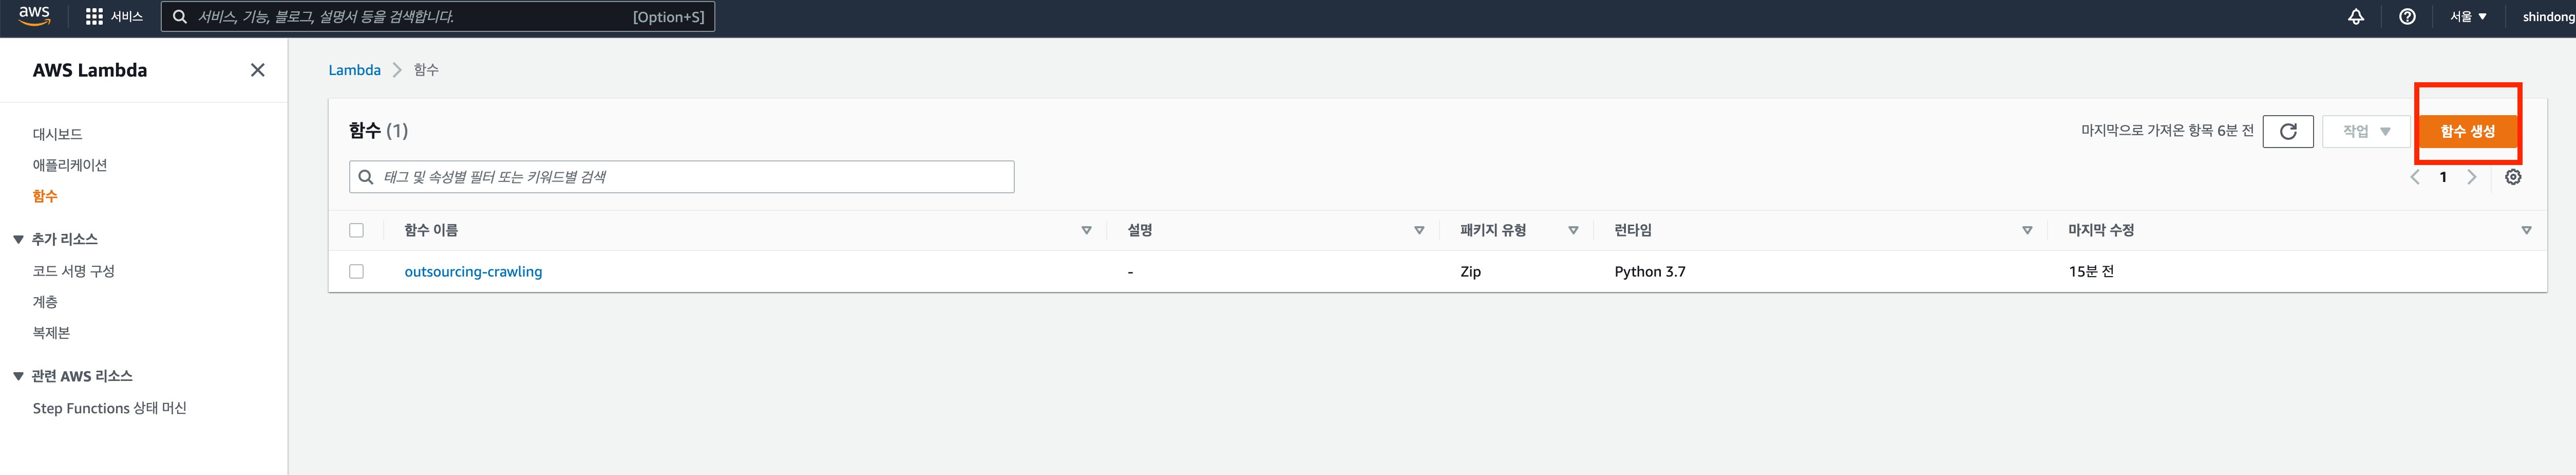 aws 서비스 서비스, 기능, 블로그, 설명서 등을 검색합니다. [Option+S] 서울 shindong
AWS Lambda
대시보드
애플리케이션
함수
추가 리소스
코드 서명 구성
계층
복제본
관련 AWS 리소스
Step Functions 상태 머신
Lambda 함수
함수 (1) 마지막으로 가져온 항목 6분 전 작업 함수 생성
태그 및 속성별 필터 또는 키워드별 검색 1
함수 이름 설명 패키지 유형 런타임 마지막 수정
outsourcing-crawling - Zip Python 3.7 15분 전